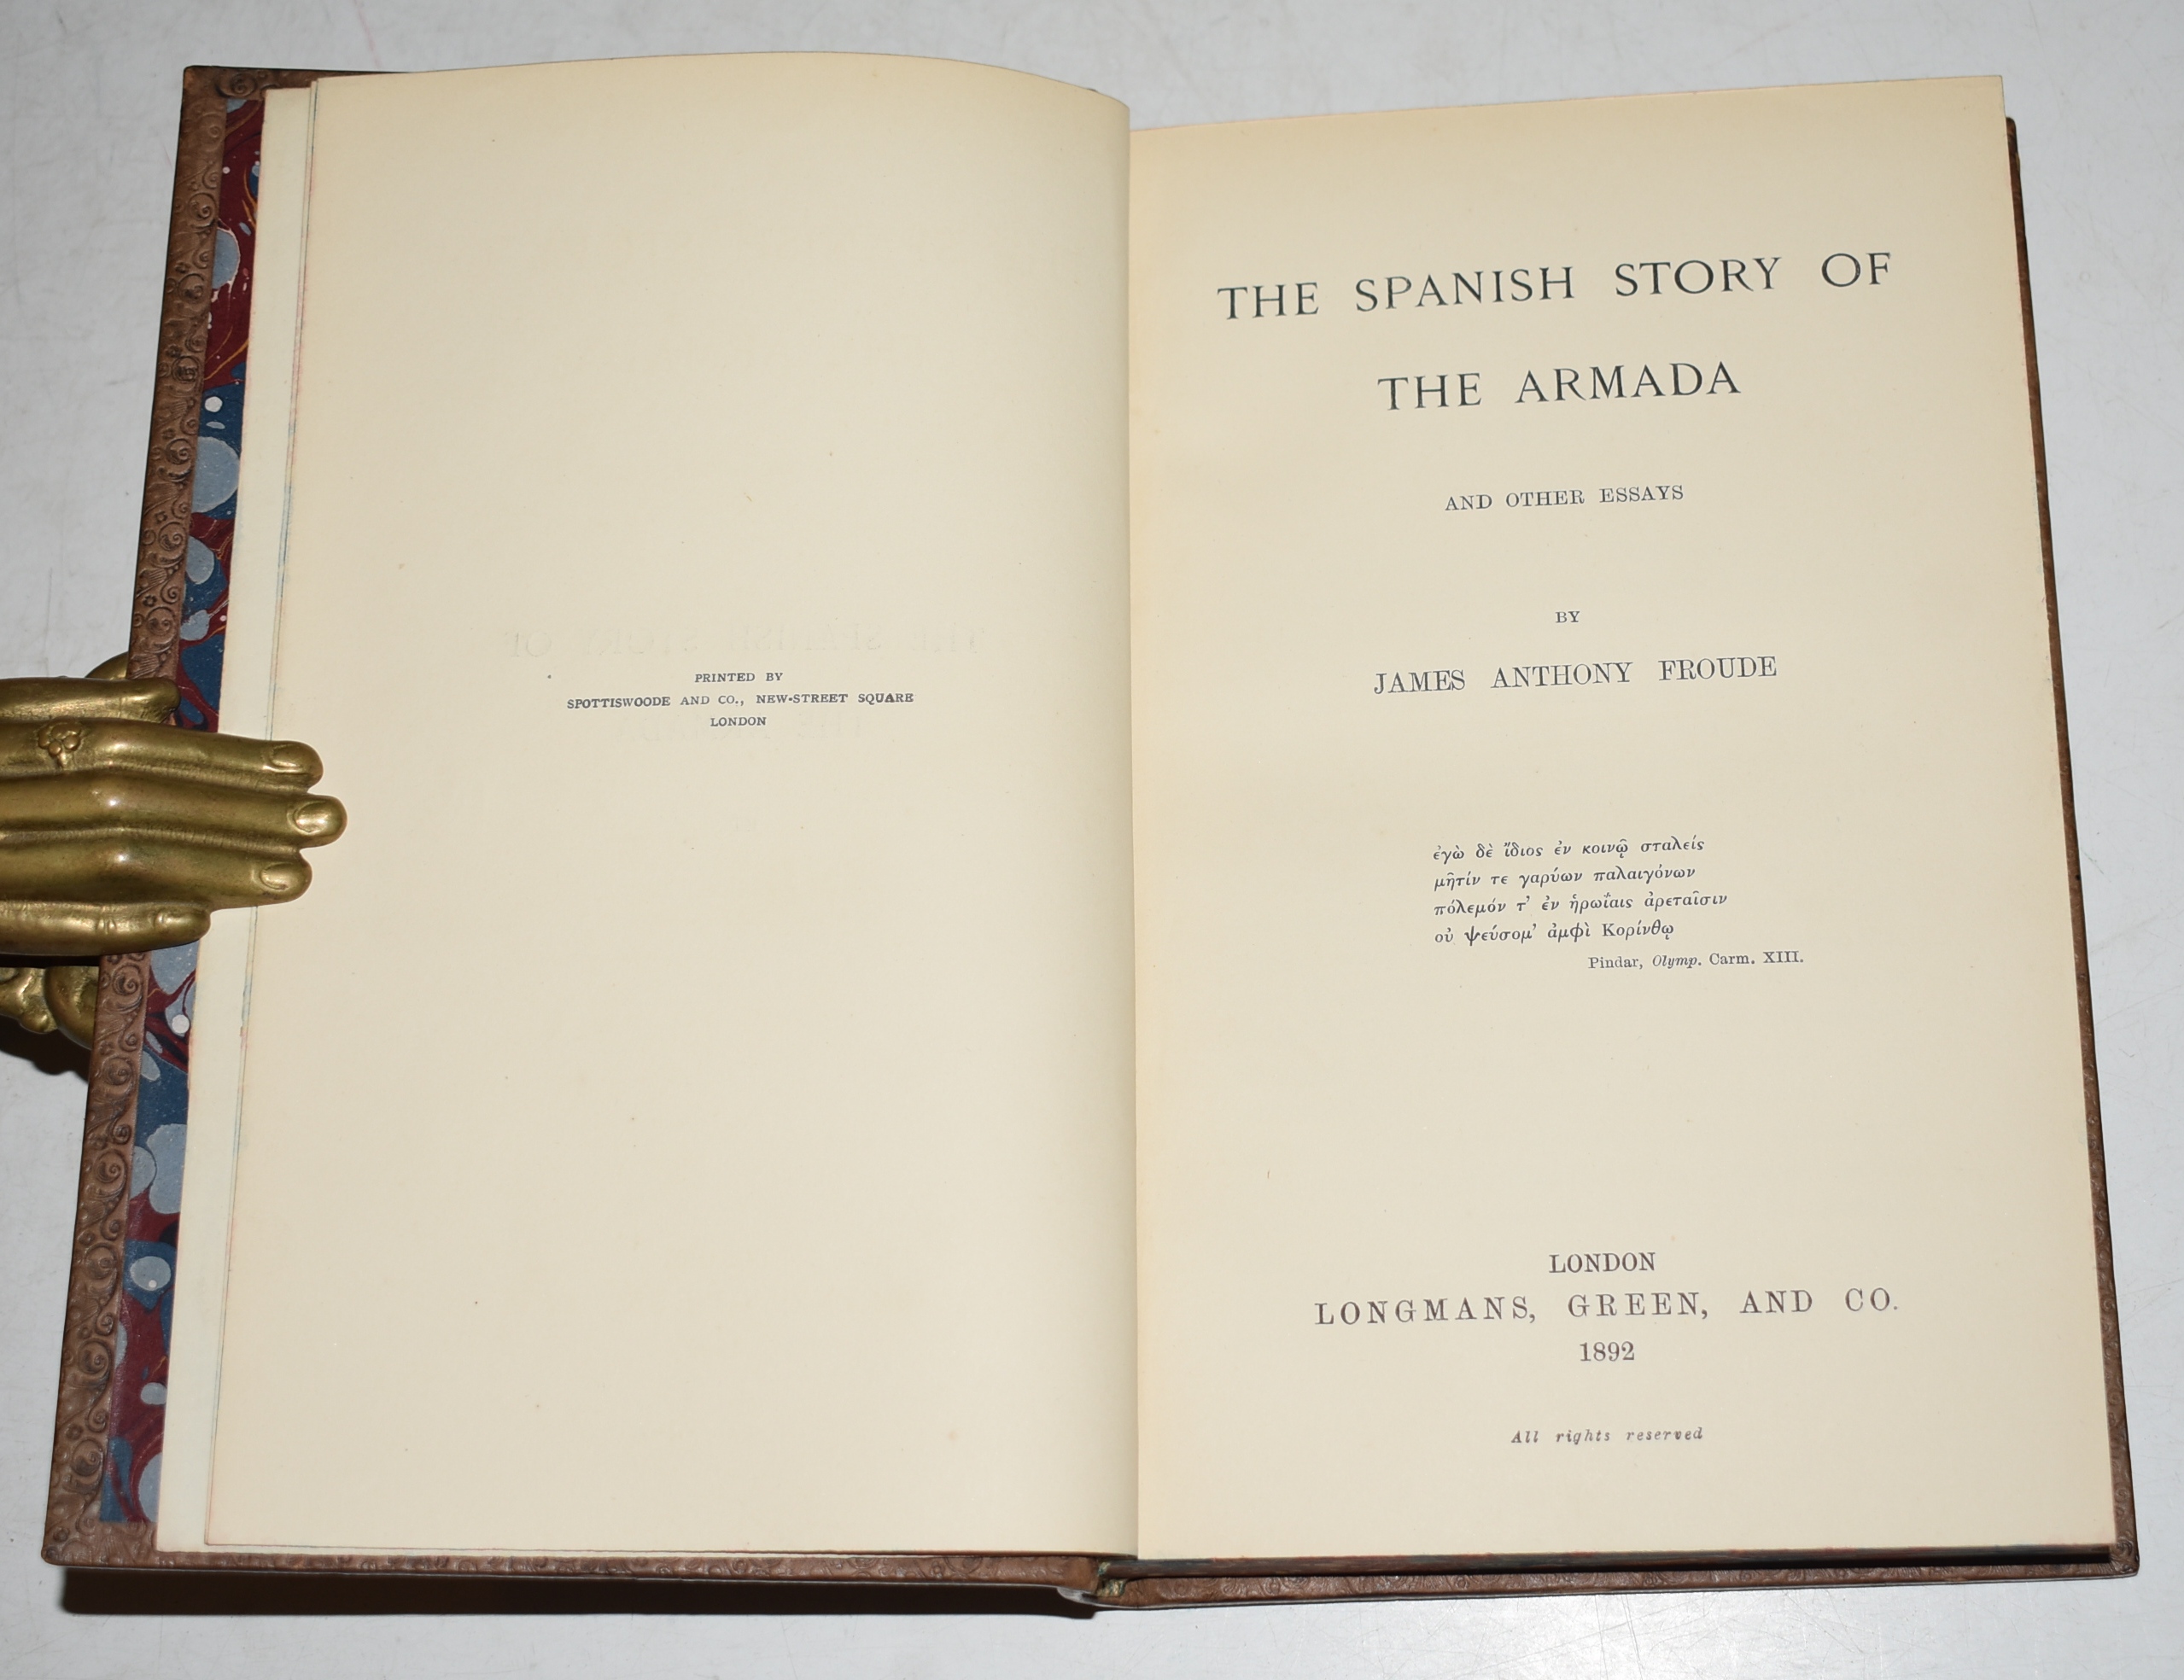 PRINTED BY
SPOTTISWOODE AND CO., NEW-STREET SQUARE
LONDON
THE SPANISH STORY OF
THE ARMADA
AND OTHER ESSAYS
BY
JAMES ANTHONY FROUDE
ἐγὼ δὲ ἴδιος ἐν κοινῷ σταλείς
μῆτίν τε γαρύων παλαιγόνων
πόλεμόν τ’ ἐν ἡρωΐαις ἀρεταῖσιν
οὐ ψεύσομ’ ἀμφὶ Κορίνθῳ
Pindar, Olymp. Carm. XIII.
LONDON
LONGMANS, GREEN, AND CO.
1892
All rights reserved